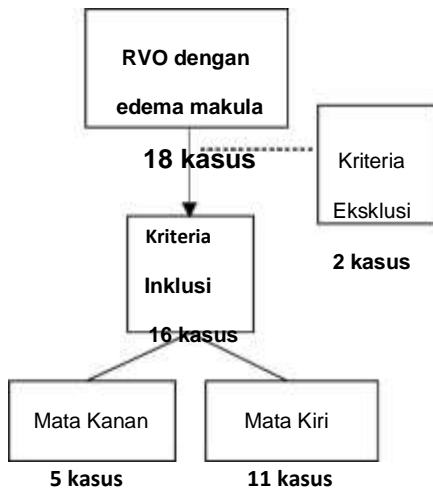 RVO dengan
edema makula
18 kasus
Kriteria
Eksklusi
2 kasus
Kriteria
Inklusi
16 kasus
Mata Kanan
5 kasus
Mata Kiri
11 kasus